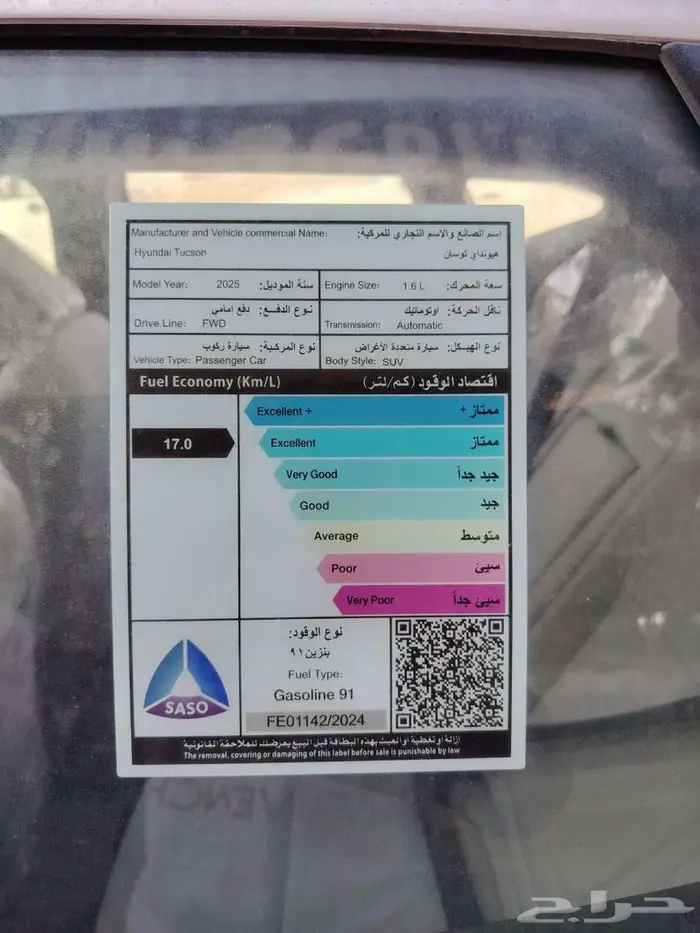 Manufacturer and Vehicle commercial Name: إسم الصانع والاسم التجاري للمركبة:
Hyundai Tucson هيونداي توسان
Model Year: 2025 سنة الموديل:
Engine Size: 1.6 L سعة المحرك:
نوع الدفع: دفع امامي
Drive Line: FWD
ناقل الحركة: اوتوماتيك
Transmission: Automatic
نوع المركبة: سيارة ركوب
Vehicle Type: Passenger Car
نوع الهيكل: سيارة متعددة الأغراض
Body Style: SUV
Fuel Economy (Km/L) اقتصاد الوقود (كم/لتر)
Excellent + ممتاز +
17.0
Excellent ممتاز
Very Good جيد جداً
Good جيد
Average متوسط
Poor سيئ
Very Poor سيئ جداً
SASO
نوع الوقود:
بنزين ٩١
Fuel Type:
Gasoline 91
FE01142/2024
إزالة أو تغطية أو العبث بهذه البطاقة قبل البيع يعرضك للملاحقة القانونية
The removal, covering or damaging of this label before sale is punishable by law
حراج